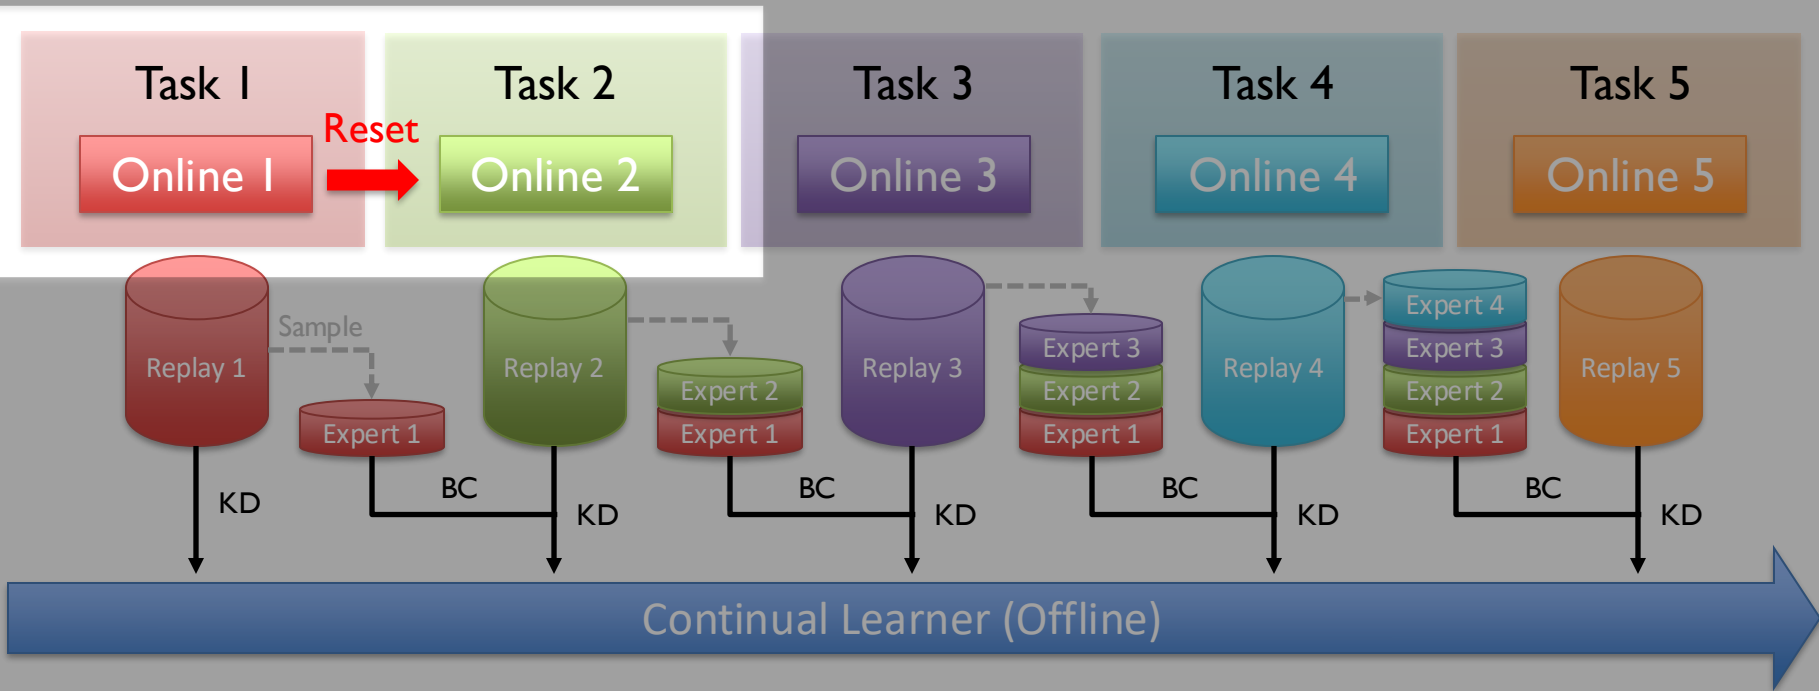 Task 1
Task 2
Task 3
Task 4
Task 5
Reset
Online 1
Online 2
Online 3
Online 4
Online 5
Sample
Replay 1
Expert 1
Replay 2
Expert 2
Expert 1
Replay 3
Expert 3
Expert 2
Expert 1
Replay 4
Expert 4
Expert 3
Expert 2
Expert 1
Replay 5
KD
BC
KD
BC
KD
BC
KD
BC
KD
Continual Learner (Offline)